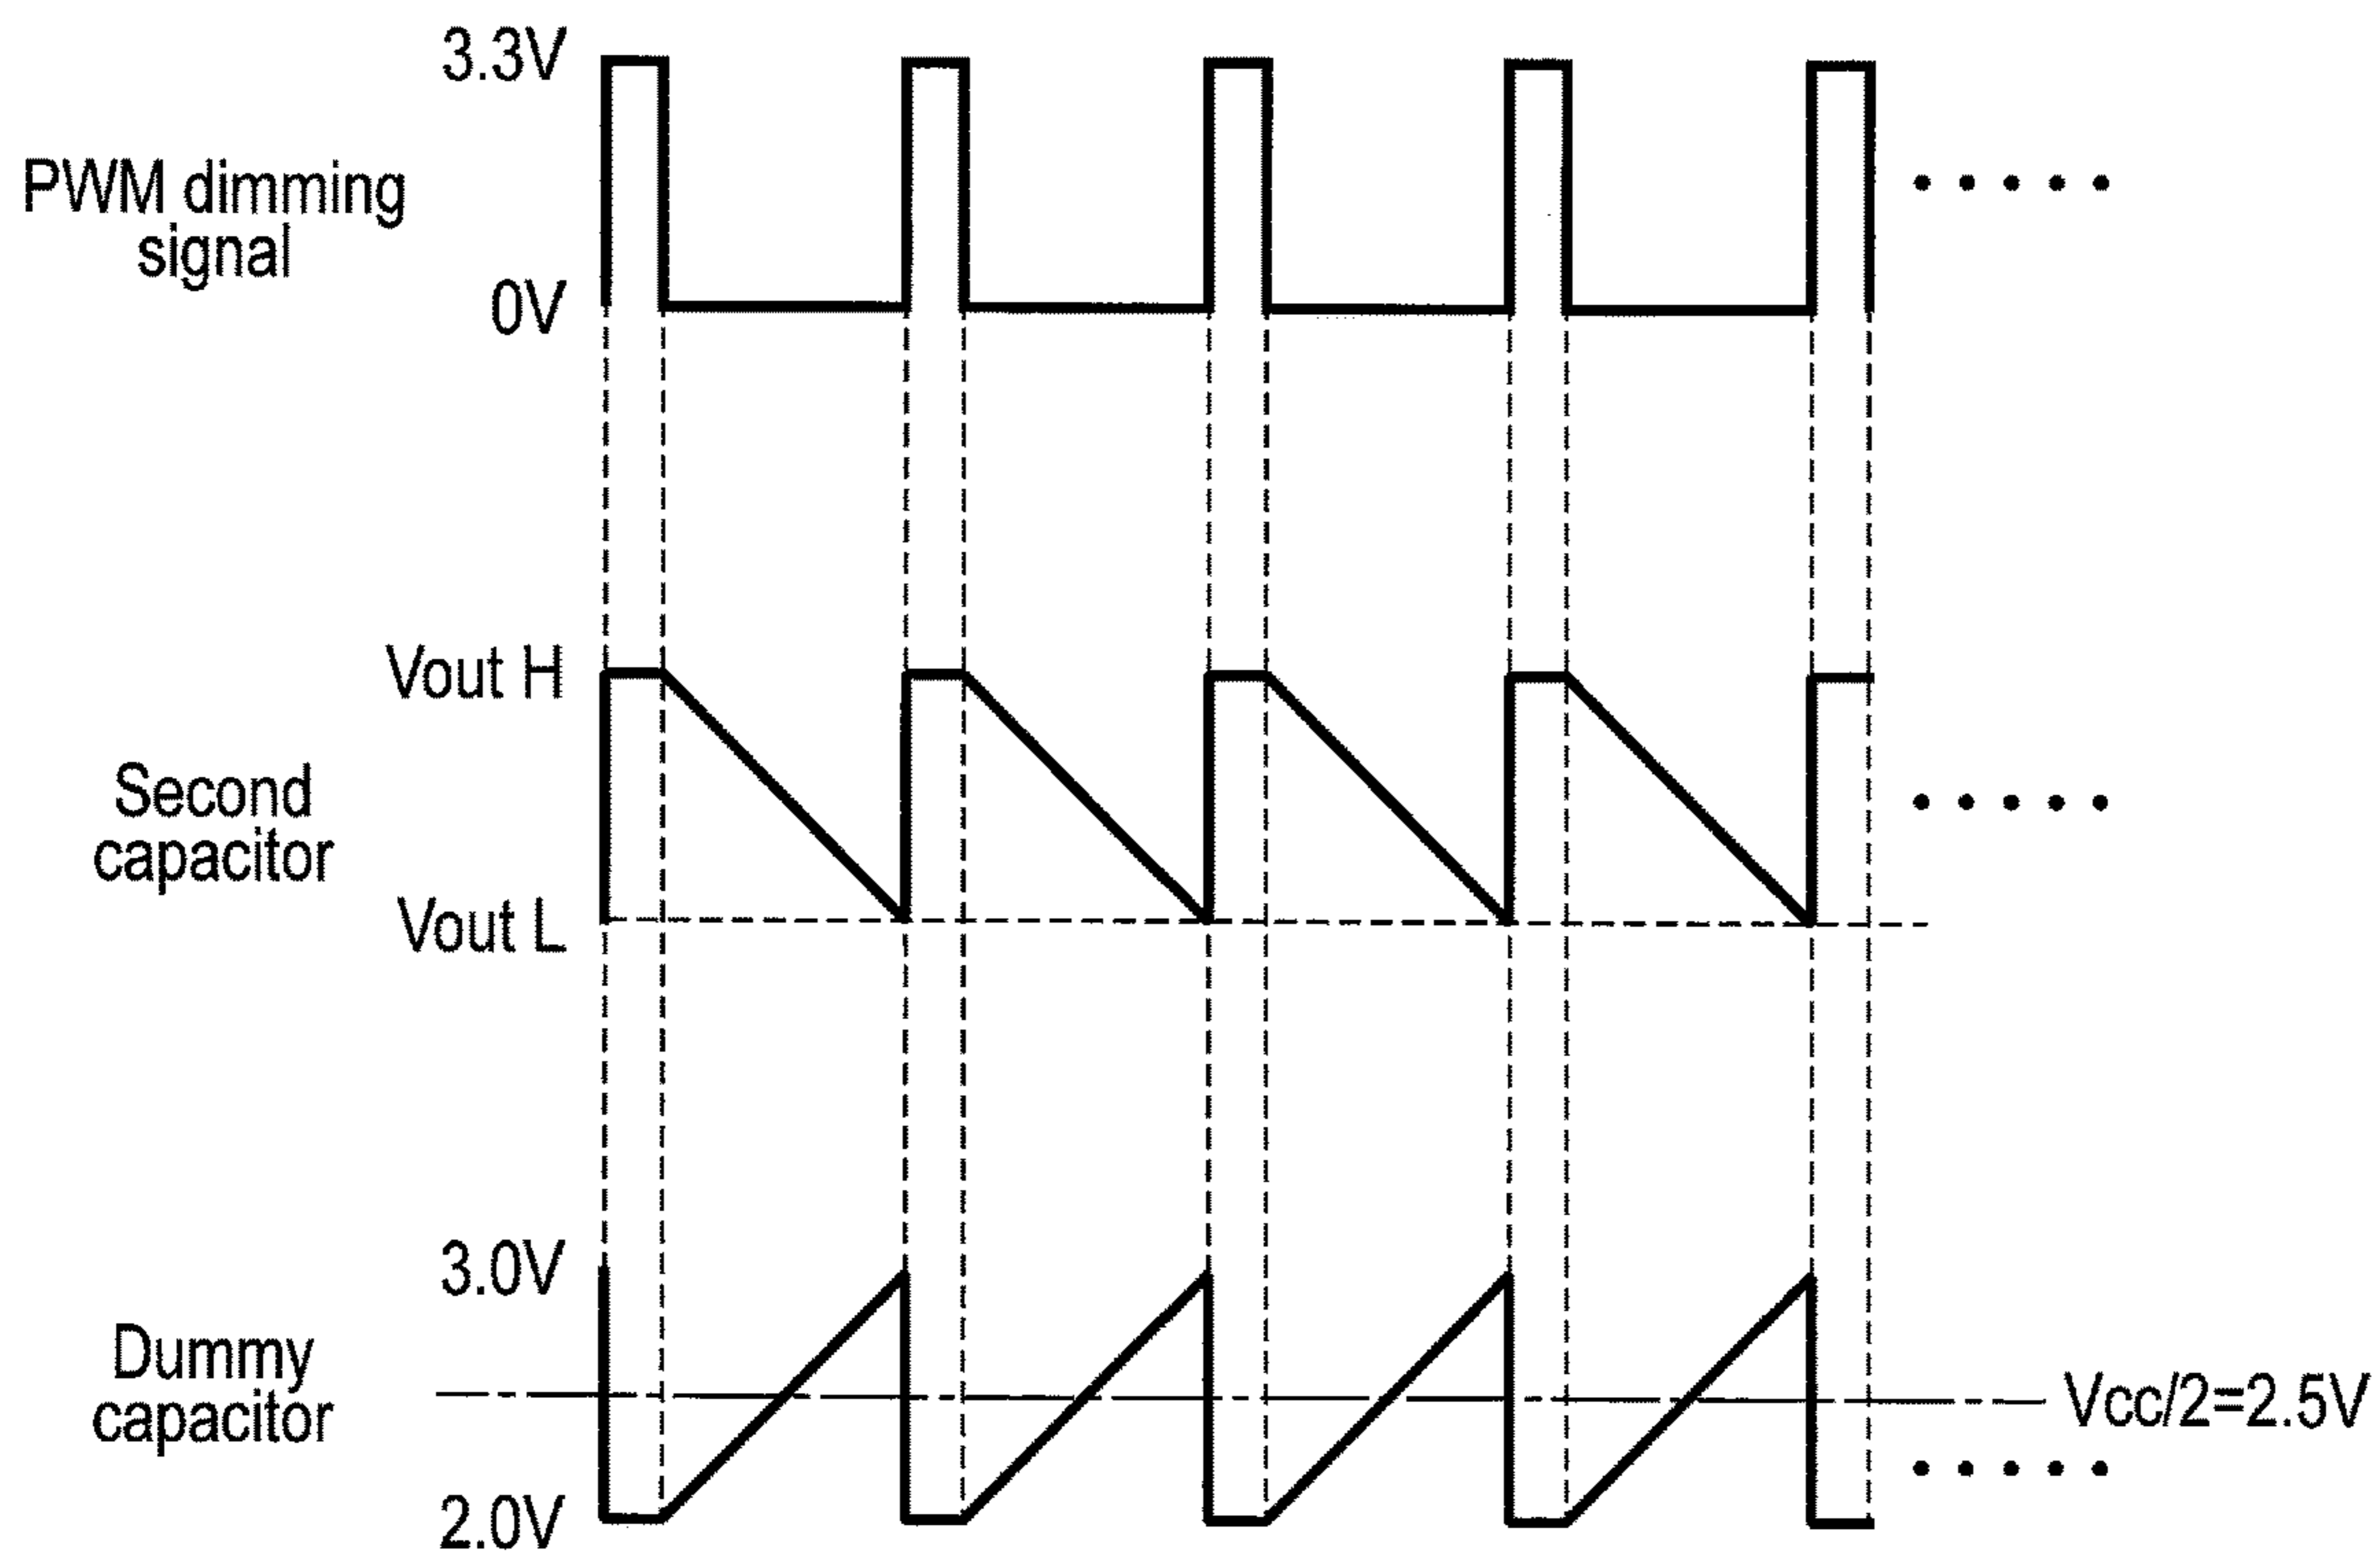 3.3V
PWM dimming
signal
0V
Vout H
Second
capacitor
Vout L
3.0V
Dummy
capacitor
Vcc/2=2.5V
2.0V